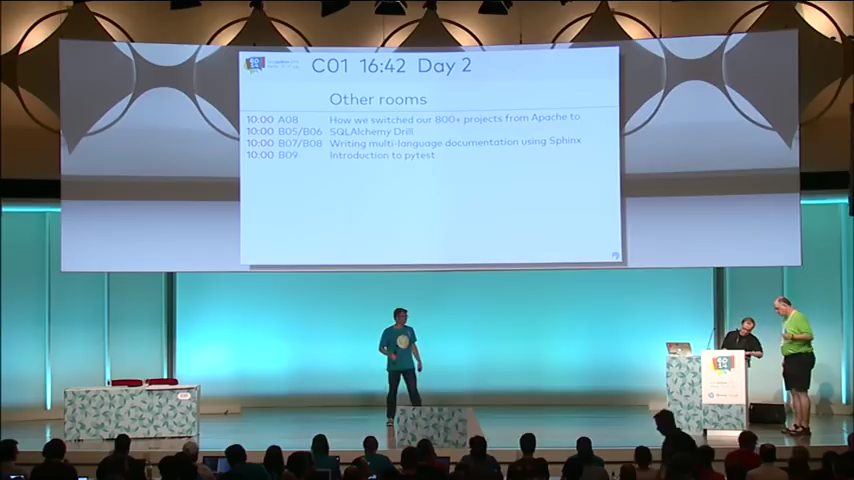 C01 16:42 Day 2
Other rooms
10:00 A08 How we switched our 800+ projects from Apache to
10:00 B05/B06 SQLAlchemy Drill
10:00 B07/B08 Writing multi-language documentation using Sphinx
10:00 B09 Introduction to pytest